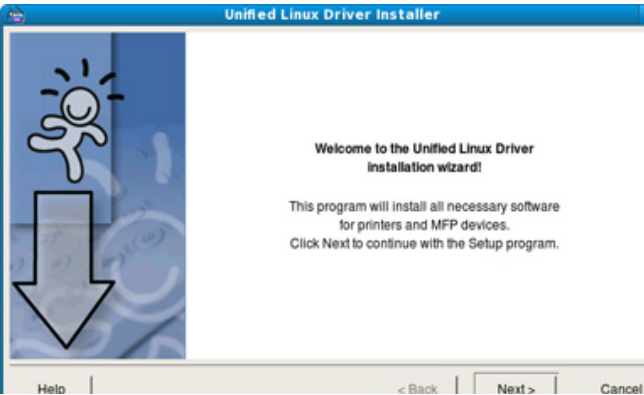 Unified Linux Driver Installer
Welcome to the Unified Linux Driver
installation wizard!
This program will install all necessary software
for printers and MFP devices.
Click Next to continue with the Setup program.
Help
< Back
Next >
Cancel